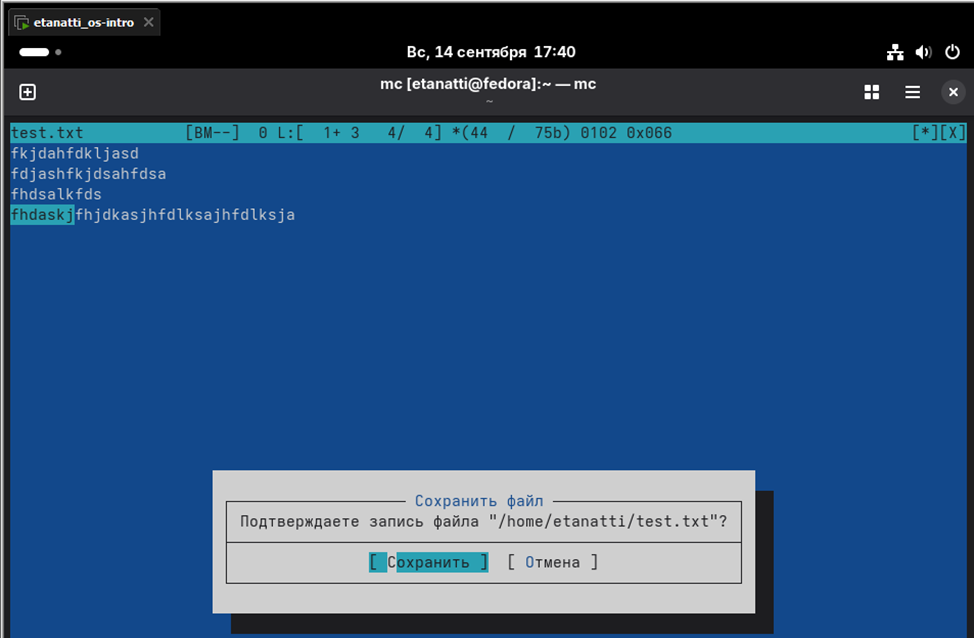 etanatti_os-intro
Вс, 14 сентября 17:40
mc [etanatti@fedora]:~ — mc
~
test.txt [BM--] 0 L:[ 1+ 3 4/ 4] *(44 / 75b) 0102 0x066 [*][X]
fkjdahfdkljasd
fdjashfkjdsahfdsa
fhdsalkfds
fhdaskjfhjdkasjhfdlksajhfdlksja
Сохранить файл
Подтверждаете запись файла "/home/etanatti/test.txt"?
[ Сохранить ] [ Отмена ]